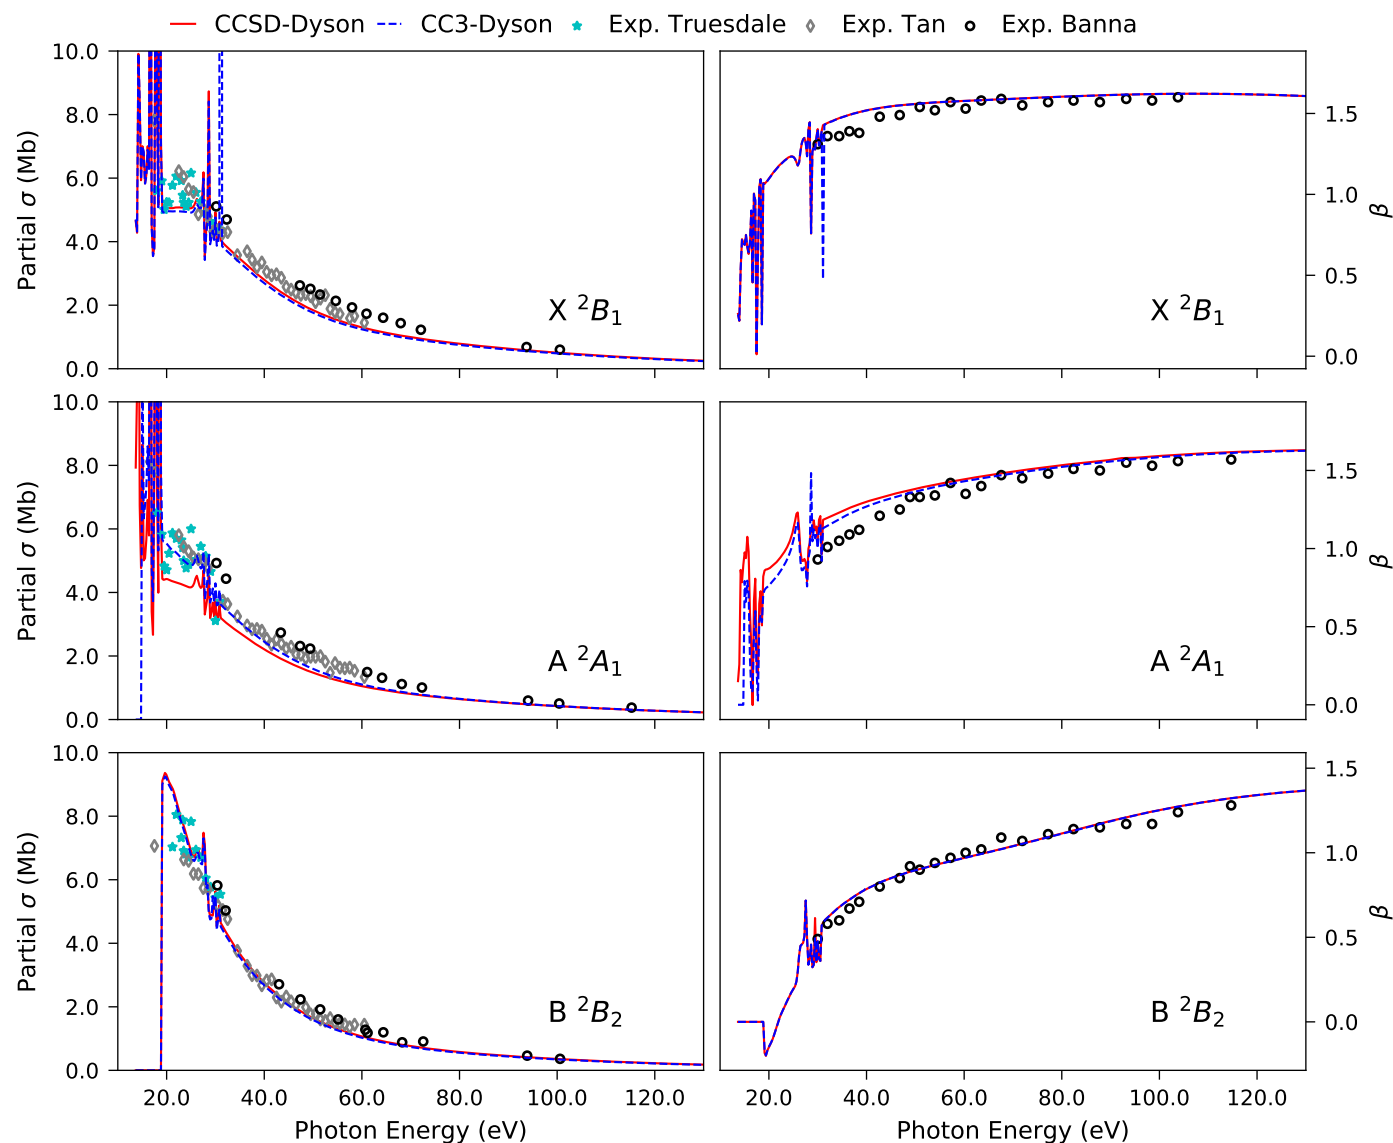 CCSD-Dyson CC3-Dyson Exp. Truesdale Exp. Tan Exp. Banna
10.0
8.0
6.0
4.0
2.0
0.0
Partial σ (Mb)
X ²B₁
1.5
1.0
0.5
0.0
β
X ²B₁
10.0
8.0
6.0
4.0
2.0
0.0
Partial σ (Mb)
A ²A₁
1.5
1.0
0.5
0.0
β
A ²A₁
10.0
8.0
6.0
4.0
2.0
0.0
Partial σ (Mb)
B ²B₂
20.0 40.0 60.0 80.0 100.0 120.0
Photon Energy (eV)
1.5
1.0
0.5
0.0
β
B ²B₂
20.0 40.0 60.0 80.0 100.0 120.0
Photon Energy (eV)